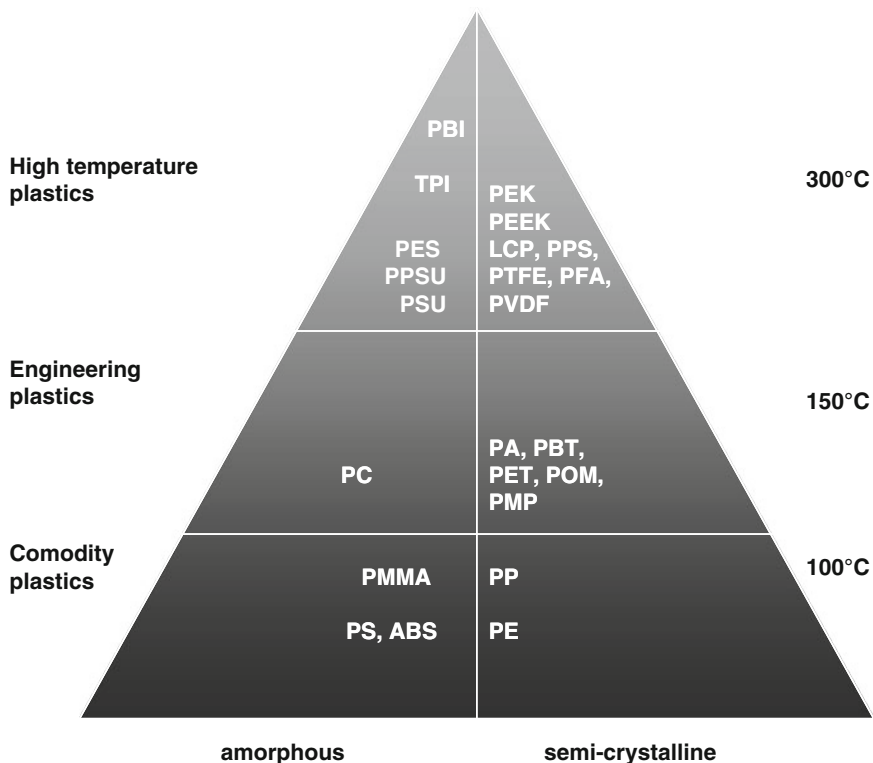 PBI
High temperature
plastics
TPI
300°C
PEK
PEEK
PES
LCP, PPS,
PPSU
PTFE, PFA,
PSU
PVDF
Engineering
plastics
150°C
PA, PBT,
PC
PET, POM,
PMP
Comodity
plastics
100°C
PMMA
PP
PS, ABS
PE
amorphous
semi-crystalline